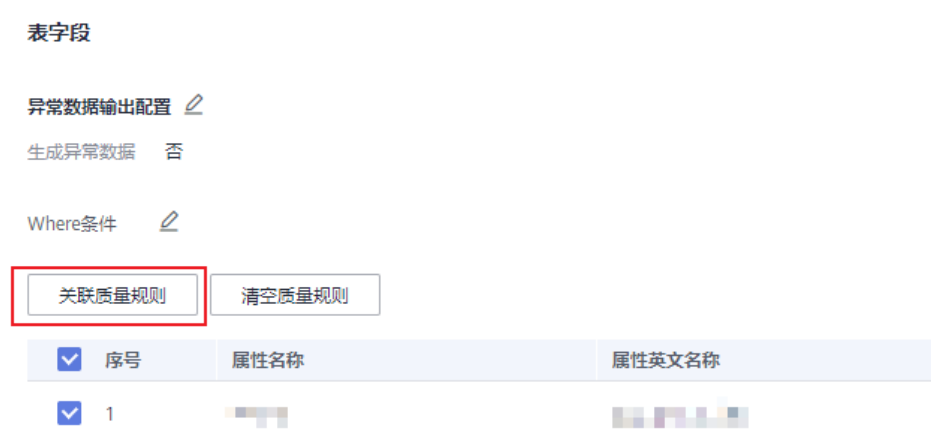 表字段
异常数据输出配置
生成异常数据 否
Where条件
关联质量规则 清空质量规则
序号 属性名称 属性英文名称
1